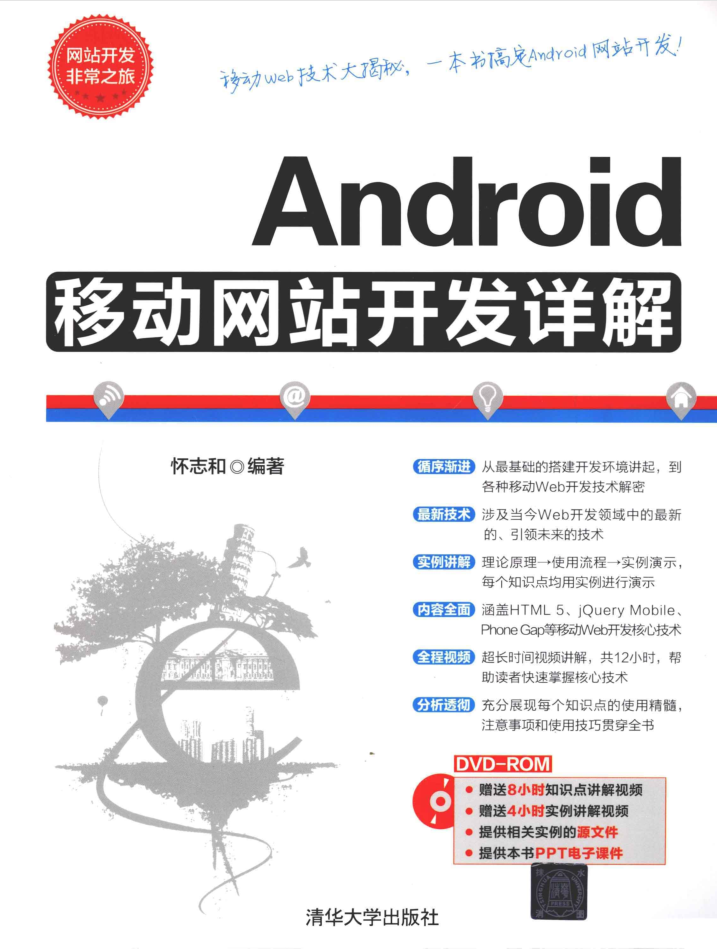 网站开发
非常之旅
移动Web技术大揭秘，一本书搞定Android网站开发！
Android
移动网站开发详解
@
怀志和◎编著
循序渐进 从最基础的搭建开发环境讲起，到
各种移动Web开发技术解密
最新技术 涉及当今Web开发领域中的最新
的、引领未来的技术
实例讲解 理论原理→使用流程→实例演示，
每个知识点均用实例进行演示
内容全面 涵盖HTML 5、jQuery Mobile、
Phone Gap等移动Web开发核心技术
全程视频 超长时间视频讲解，共12小时，帮
助读者快速掌握核心技术
分析透彻 充分展现每个知识点的使用精髓，
注意事项和使用技巧贯穿全书
DVD-ROM
• 赠送8小时知识点讲解视频
• 赠送4小时实例讲解视频
• 提供相关实例的源文件
• 提供本书PPT电子课件
清华大学出版社